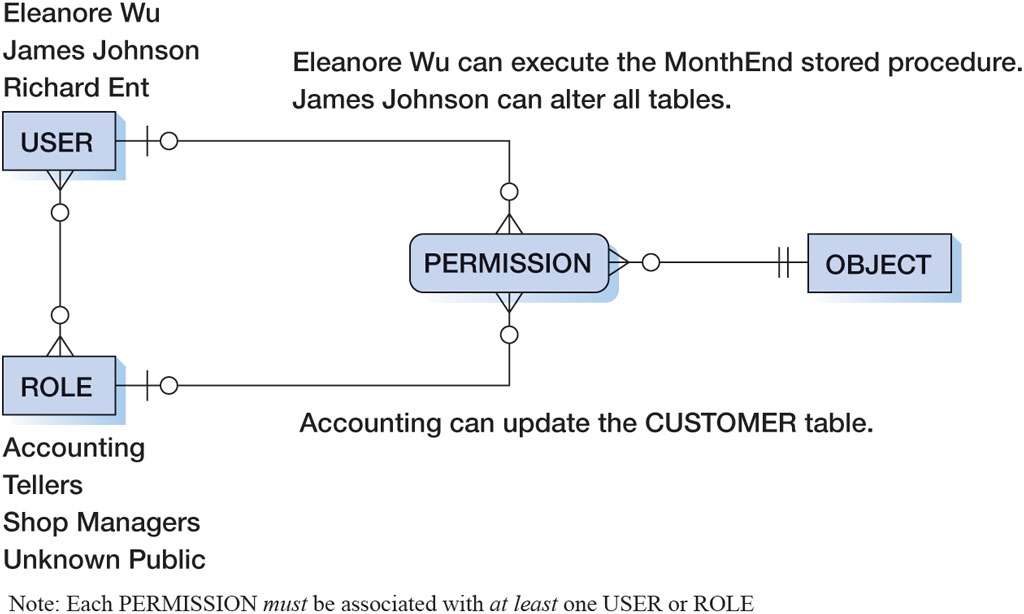 Eleanore Wu
James Johnson
Richard Ent
Eleanore Wu can execute the MonthEnd stored procedure.
James Johnson can alter all tables.
USER
PERMISSION
OBJECT
ROLE
Accounting can update the CUSTOMER table.
Accounting
Tellers
Shop Managers
Unknown Public
Note: Each PERMISSION must be associated with at least one USER or ROLE